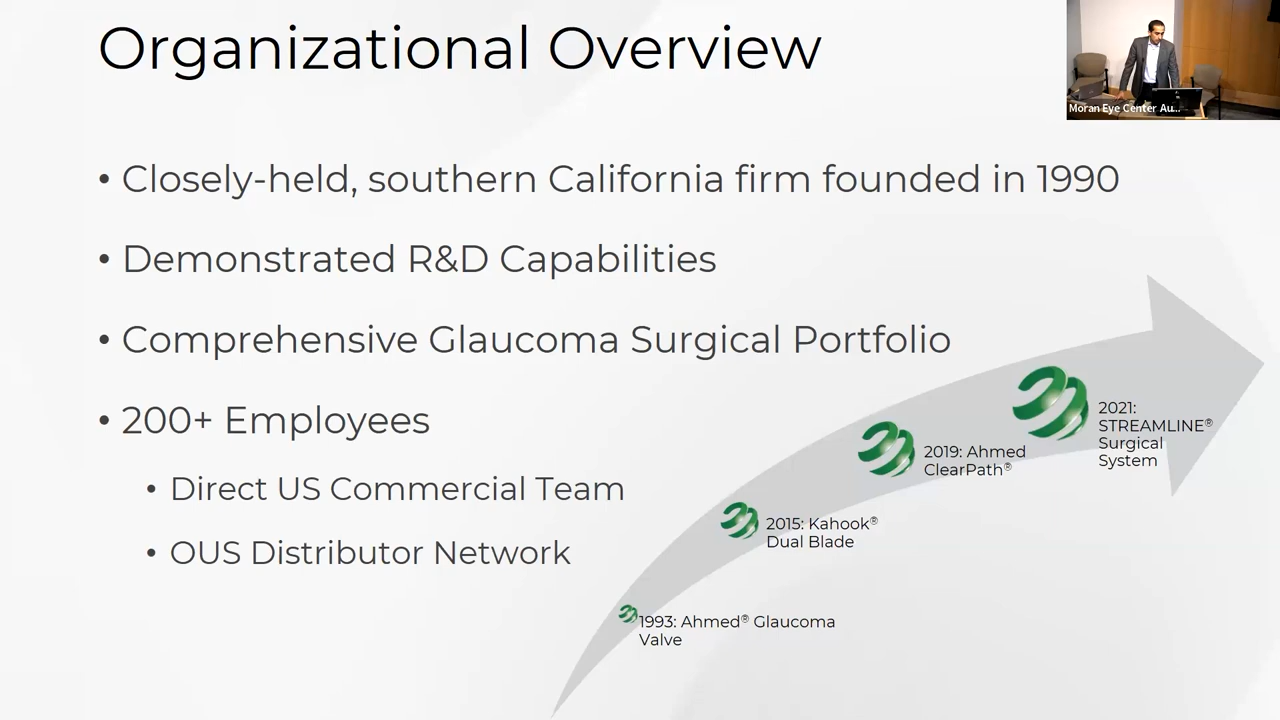 Organizational Overview
Moran Eye Center Au...
• Closely-held, southern California firm founded in 1990
• Demonstrated R&D Capabilities
• Comprehensive Glaucoma Surgical Portfolio
• 200+ Employees
• Direct US Commercial Team
• OUS Distributor Network
1993: Ahmed® Glaucoma
Valve
2015: Kahook®
Dual Blade
2019: Ahmed
ClearPath®
2021:
STREAMLINE®
Surgical
System